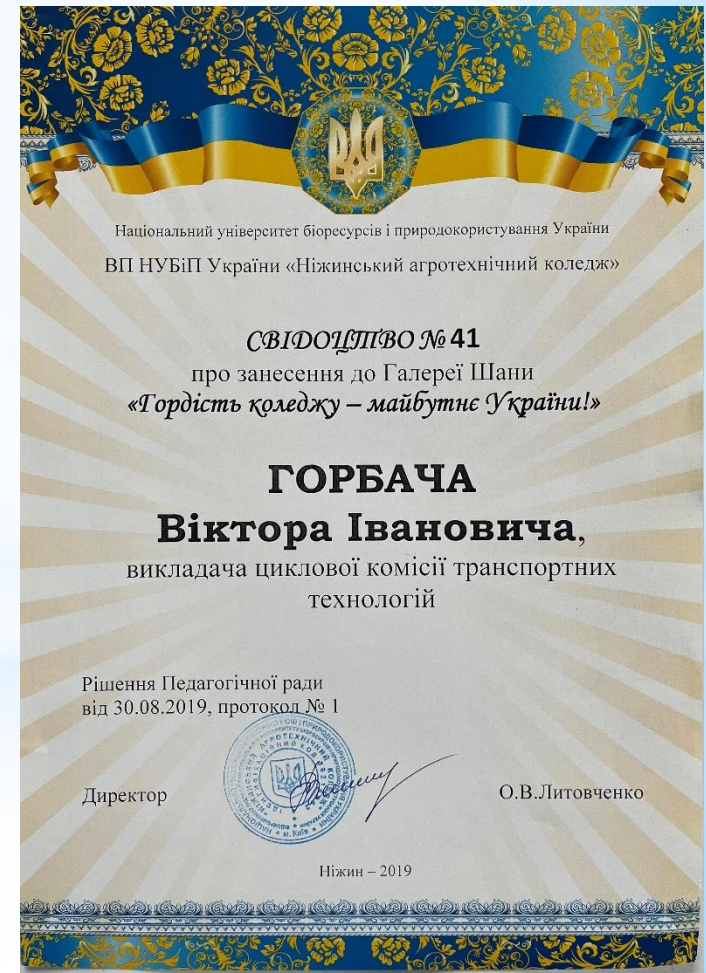 Національний університет біоресурсів і природокористування України
ВП НУБіП України «Ніжинський агротехнічний коледж»
СВІДОЦТВО № 41
про занесення до Галереї Шани
«Гордість коледжу – майбутнє України!»
ГОРБАЧА
Віктора Івановича,
викладача циклової комісії транспортних
технологій
Рішення Педагогічної ради
від 30.08.2019, протокол № 1
Директор
О.В.Литовченко
Ніжин – 2019